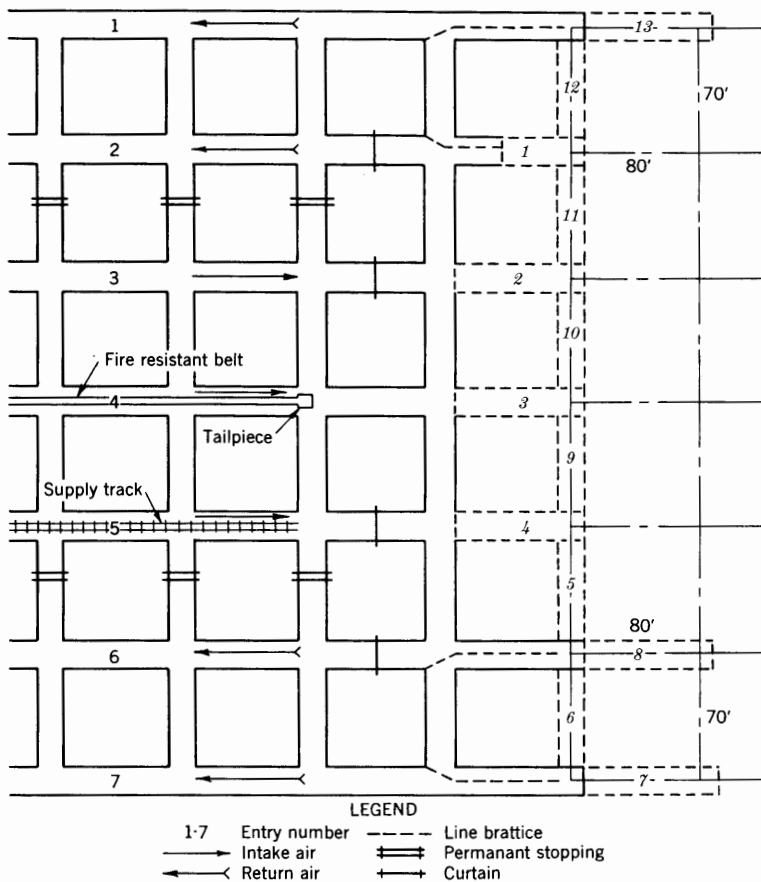 1
13
12
70'
2
1
80'
11
3
2
10
Fire resistant belt
4
3
Tailpiece
9
Supply track
5
4
5
80'
6
8
6
70'
7
7
LEGEND
1-7 Entry number
Line brattice
Intake air
Permanant stopping
Return air
Curtain